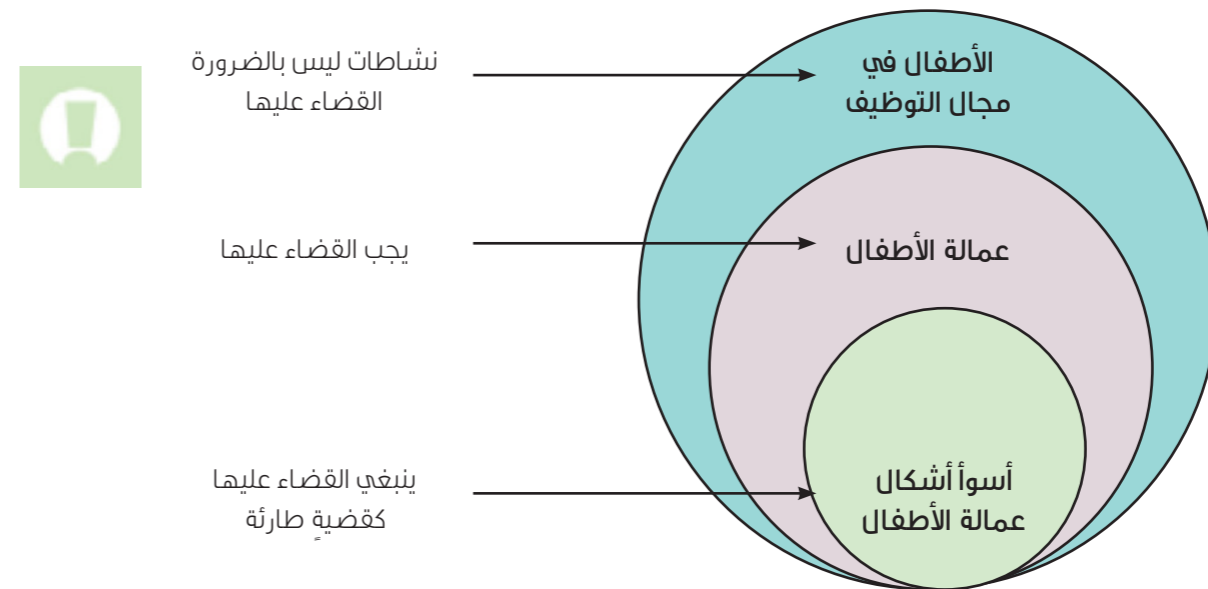 الأطفال في
مجال التوظيف
نشاطات ليس بالضرورة
القضاء عليها
عمالة الأطفال
يجب القضاء عليها
أسوأ أشكال
عمالة الأطفال
ينبغي القضاء عليها
كقضيةٍ طارئة